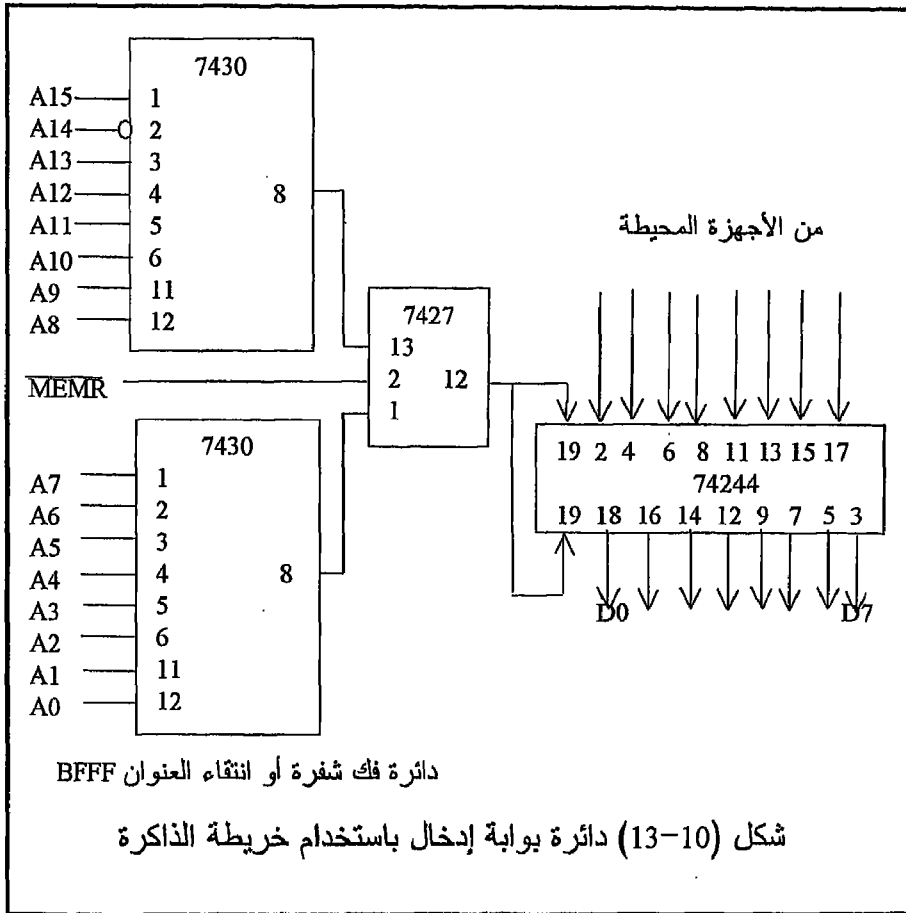 7430
A15 1
A14 2
A13 3
A12 4 8
A11 5
A10 6
A9 11
A8 12
من الأجهزة المحيطة
7427
13
MEMR 2 12
1
19 2 4 6 8 11 13 15 17
74244
19 18 16 14 12 9 7 5 3
D0 D7
7430
A7 1
A6 2
A5 3
A4 4 8
A3 5
A2 6
A1 11
A0 12
دائرة فك شفرة أو انتقاء العنوان BFFF
شكل (10-13) دائرة بوابة إدخال باستخدام خريطة الذاكرة